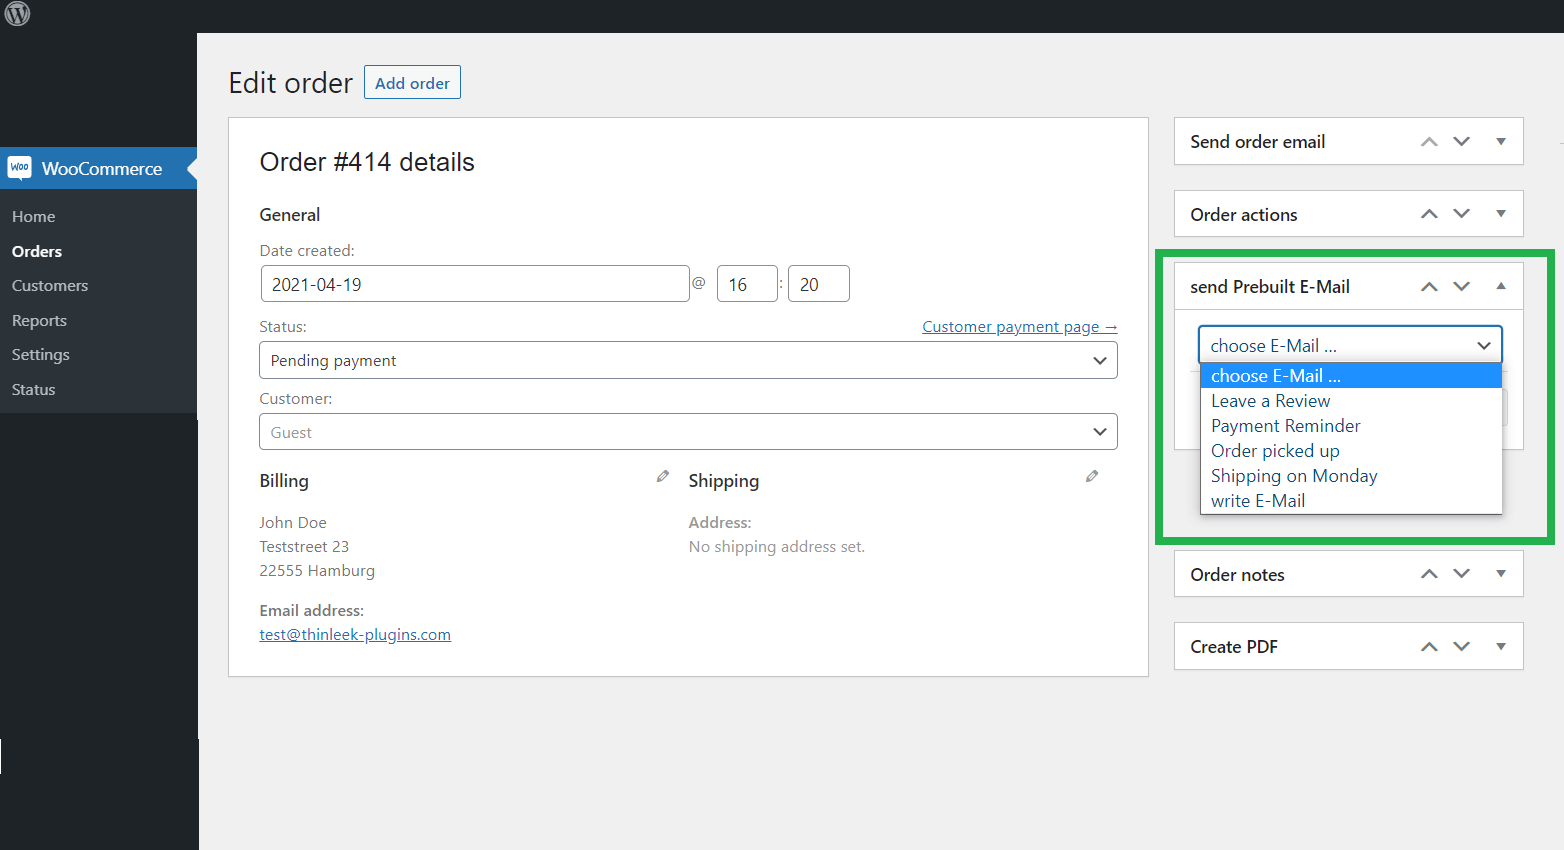 Woo WooCommerce
Home
Orders
Customers
Reports
Settings
Status
Edit order Add order
Order #414 details
General
Date created:
2021-04-19 @ 16 : 20
Status: Customer payment page →
Pending payment
Customer:
Guest
Billing
John Doe
Teststreet 23
22555 Hamburg
Email address:
test@thinleek-plugins.com
Shipping
Address:
No shipping address set.
Send order email
Order actions
send Prebuilt E-Mail
choose E-Mail ...
choose E-Mail ...
Leave a Review
Payment Reminder
Order picked up
Shipping on Monday
write E-Mail
Order notes
Create PDF